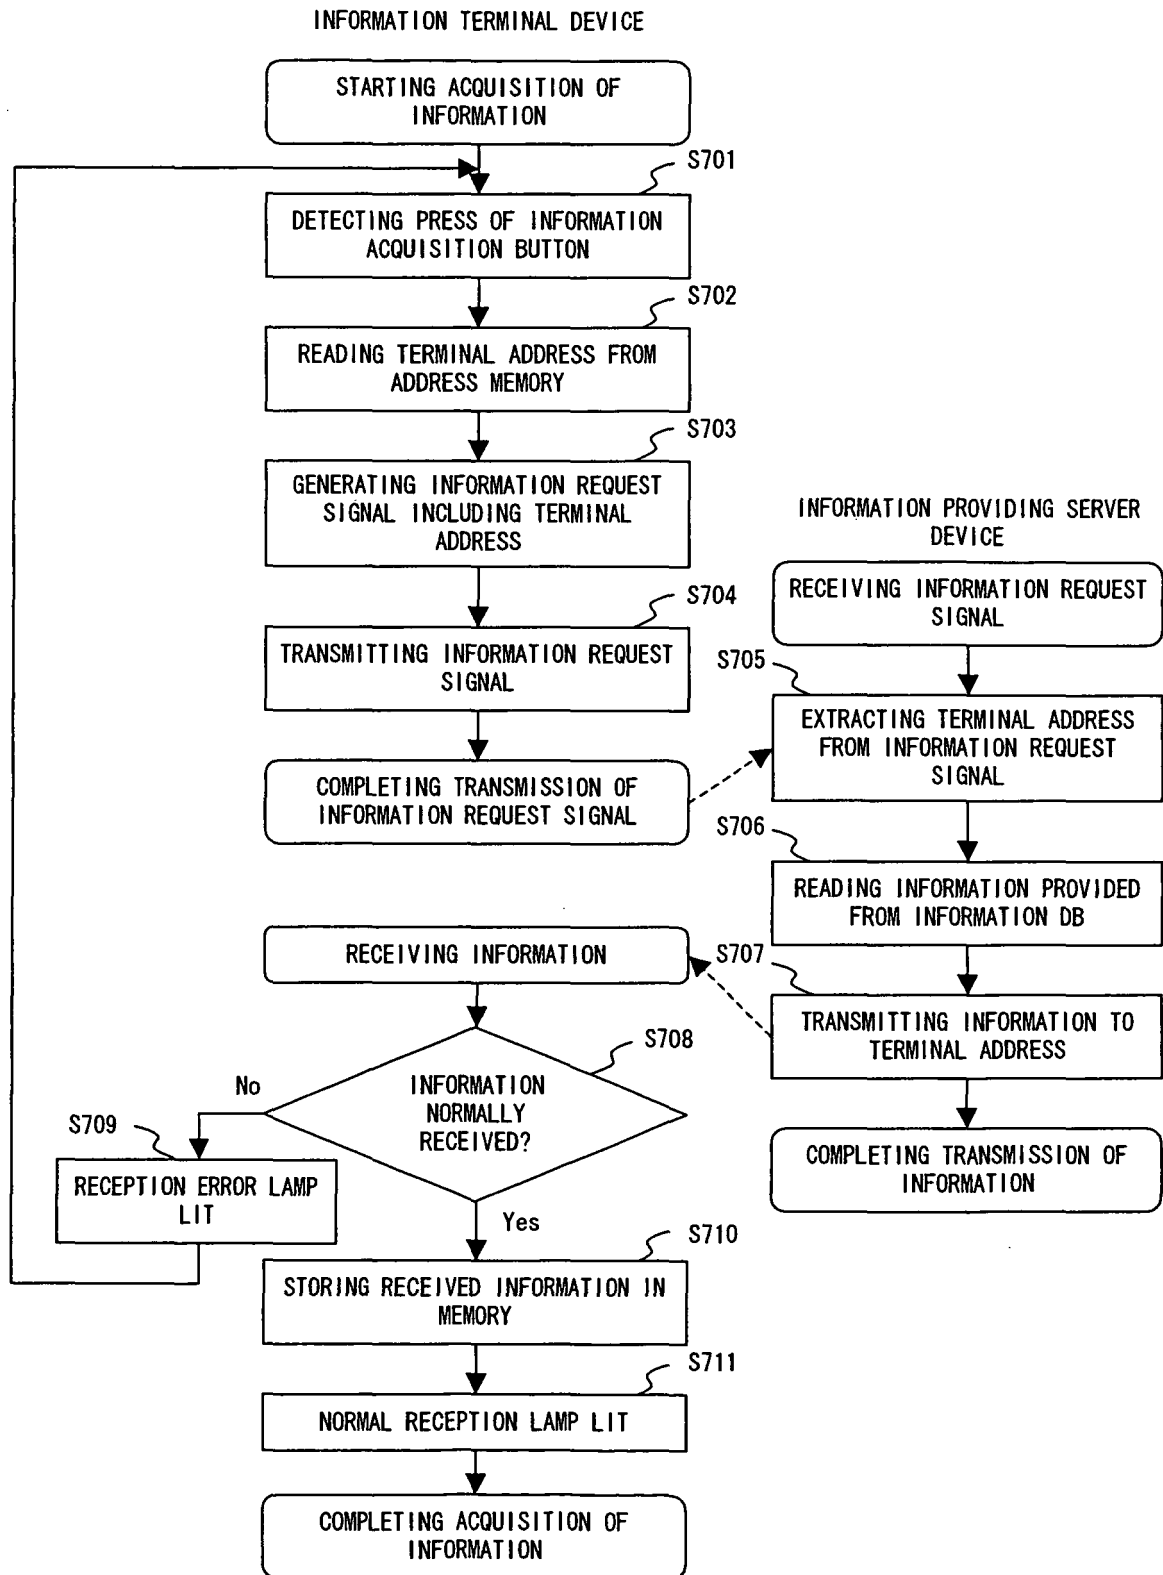 INFORMATION TERMINAL DEVICE
STARTING ACQUISITION OF
INFORMATION
S701
DETECTING PRESS OF INFORMATION
ACQUISITION BUTTON
S702
READING TERMINAL ADDRESS FROM
ADDRESS MEMORY
S703
GENERATING INFORMATION REQUEST
SIGNAL INCLUDING TERMINAL
ADDRESS
S704
TRANSMITTING INFORMATION REQUEST
SIGNAL
COMPLETING TRANSMISSION OF
INFORMATION REQUEST SIGNAL
INFORMATION PROVIDING SERVER
DEVICE
RECEIVING INFORMATION REQUEST
SIGNAL
S705
EXTRACTING TERMINAL ADDRESS
FROM INFORMATION REQUEST
SIGNAL
S706
READING INFORMATION PROVIDED
FROM INFORMATION DB
S707
TRANSMITTING INFORMATION TO
TERMINAL ADDRESS
COMPLETING TRANSMISSION OF
INFORMATION
RECEIVING INFORMATION
S708
INFORMATION
NORMALLY
RECEIVED?
No
S709
RECEPTION ERROR LAMP
LIT
Yes
S710
STORING RECEIVED INFORMATION IN
MEMORY
S711
NORMAL RECEPTION LAMP LIT
COMPLETING ACQUISITION OF
INFORMATION